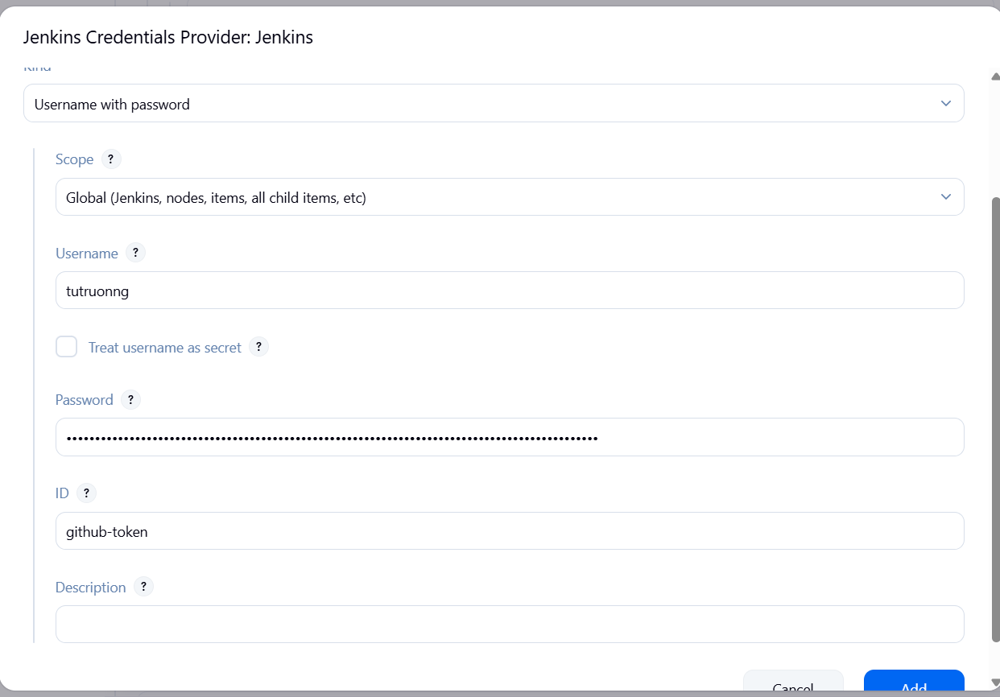 Jenkins Credentials Provider: Jenkins
Kind
Username with password
Scope ?
Global (Jenkins, nodes, items, all child items, etc)
Username ?
tutruonng
Treat username as secret ?
Password ?
••••••••••••••••••••••••••••••••••••••••••••••••••••••••••••••••••••••••••••••••••••••••••••••
ID ?
github-token
Description ?
Cancel
Add